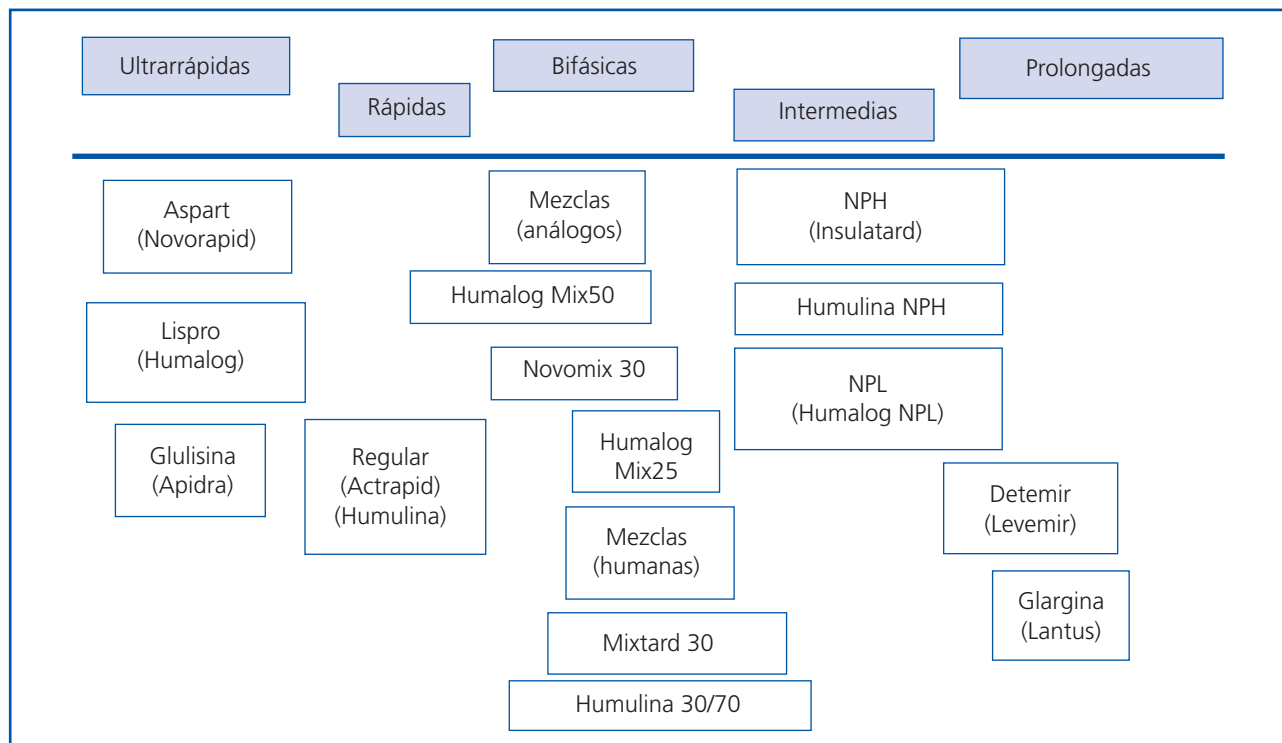 Ultrarrápidas
Rápidas
Bifásicas
Intermedias
Prolongadas
Aspart
(Novorapid)
Lispro
(Humalog)
Glulisina
(Apidra)
Regular
(Actrapid)
(Humulina)
Mezclas
(análogos)
Humalog Mix50
Novomix 30
Humalog
Mix25
Mezclas
(humanas)
Mixtard 30
Humulina 30/70
NPH
(Insulatard)
Humulina NPH
NPL
(Humalog NPL)
Detemir
(Levemir)
Glargina
(Lantus)